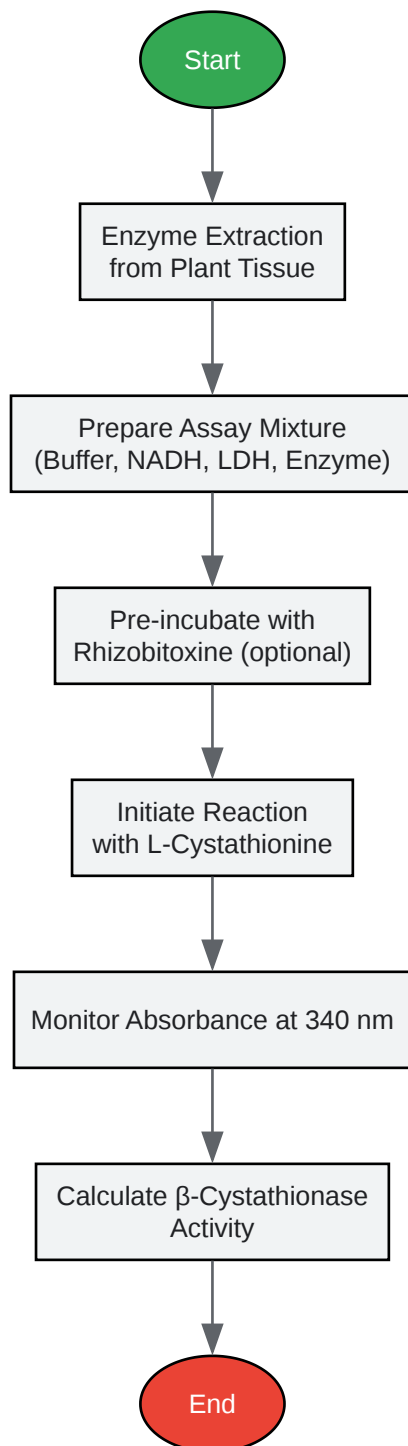 Start
Enzyme Extraction
from Plant Tissue
Prepare Assay Mixture
(Buffer, NADH, LDH, Enzyme)
Pre-incubate with
Rhizobitoxine (optional)
Initiate Reaction
with L-Cystathionine
Monitor Absorbance at 340 nm
Calculate β-Cystathionase
Activity
End